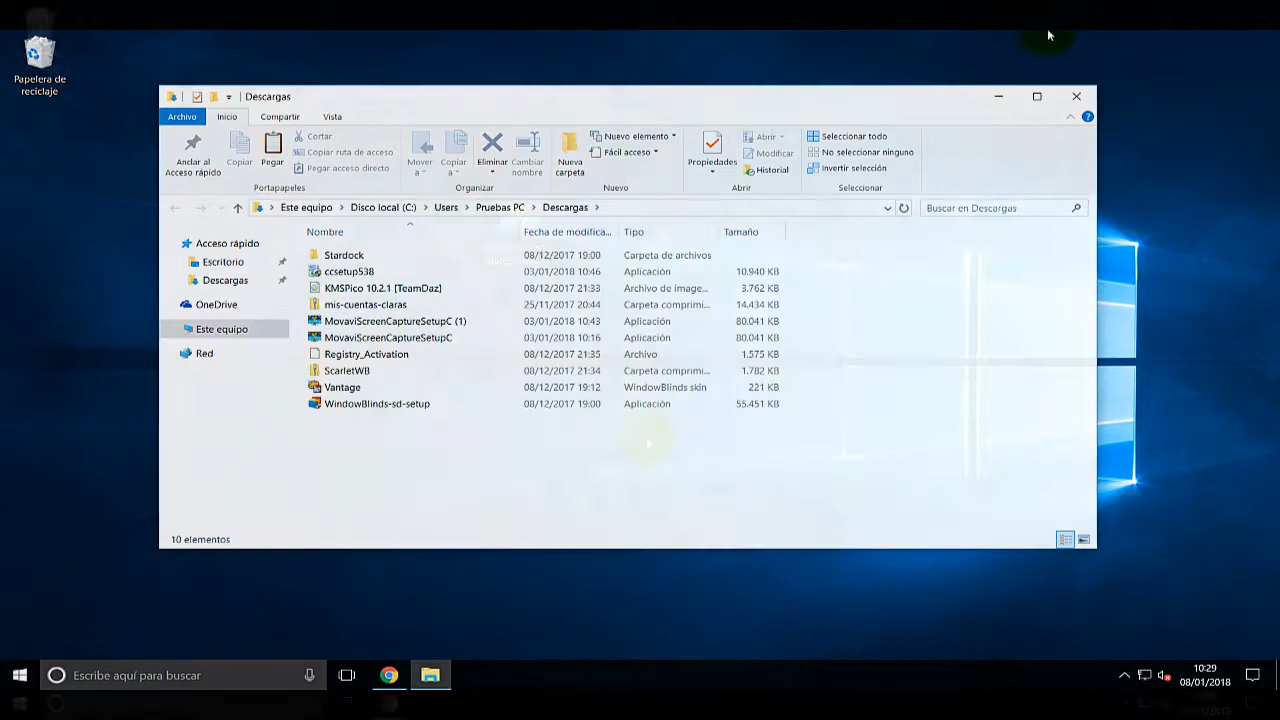 Papelera de
reciclaje
Descargas
Archivo Inicio Compartir Vista
Anclar al
Acceso rápido
Copiar
Pegar
Cortar
Copiar ruta de acceso
Pegar acceso directo
Portapapeles
Mover
a
Copiar
a
Eliminar
Cambiar
nombre
Organizar
Nueva
carpeta
Nuevo elemento
Fácil acceso
Nuevo
Propiedades
Abrir
Modificar
Historial
Abrir
Seleccionar todo
No seleccionar ninguno
Invertir selección
Seleccionar
Este equipo > Disco local (C:) > Users > Pruebas PC > Descargas >
Buscar en Descargas
Acceso rápido
Escritorio
Descargas
OneDrive
Este equipo
Red
Nombre Fecha de modifica... Tipo Tamaño
Stardock 08/12/2017 19:00 Carpeta de archivos
ccsetup538 03/01/2018 10:46 Aplicación 10.940 KB
KMSPico 10.2.1 [TeamDaz] 08/12/2017 21:33 Archivo de image... 3.762 KB
mis-cuentas-claras 25/11/2017 20:44 Carpeta comprimi... 14.434 KB
MovaviScreenCaptureSetupC (1) 03/01/2018 10:43 Aplicación 80.041 KB
MovaviScreenCaptureSetupC 03/01/2018 10:16 Aplicación 80.041 KB
Registry_Activation 08/12/2017 21:35 Archivo 1.575 KB
ScarletWB 08/12/2017 21:34 Carpeta comprimi... 1.782 KB
Vantage 08/12/2017 19:12 WindowBlinds skin 221 KB
WindowBlinds-sd-setup 08/12/2017 19:00 Aplicación 55.451 KB
10 elementos
Escribe aquí para buscar
10:29
08/01/2018